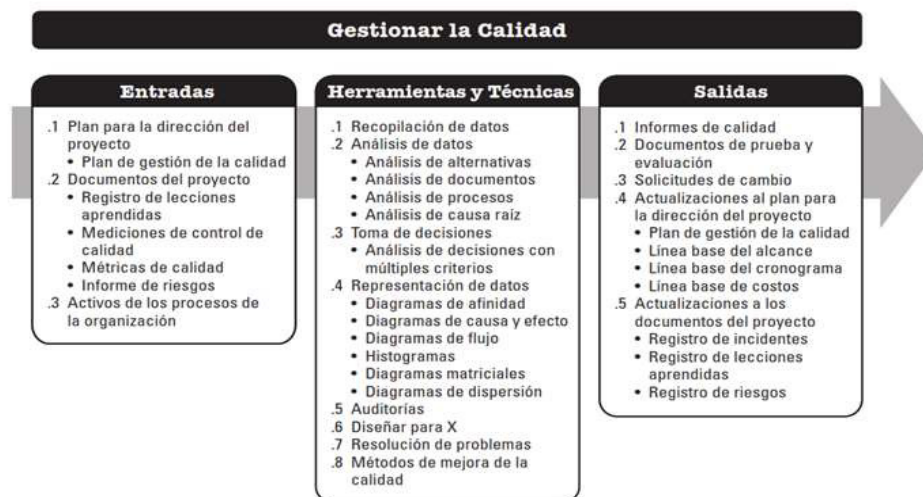 Gestionar la Calidad
Entradas
.1 Plan para la dirección del
proyecto
• Plan de gestión de la calidad
.2 Documentos del proyecto
• Registro de lecciones
aprendidas
• Mediciones de control de
calidad
• Métricas de calidad
• Informe de riesgos
.3 Activos de los procesos de
la organización
Herramientas y Técnicas
.1 Recopilación de datos
.2 Análisis de datos
• Análisis de alternativas
• Análisis de documentos
• Análisis de procesos
• Análisis de causa raíz
.3 Toma de decisiones
• Análisis de decisiones con
múltiples criterios
.4 Representación de datos
• Diagramas de afinidad
• Diagramas de causa y efecto
• Diagramas de flujo
• Histogramas
• Diagramas matriciales
• Diagramas de dispersión
.5 Auditorías
.6 Diseñar para X
.7 Resolución de problemas
.8 Métodos de mejora de la
calidad
Salidas
.1 Informes de calidad
.2 Documentos de prueba y
evaluación
.3 Solicitudes de cambio
.4 Actualizaciones al plan para
la dirección del proyecto
• Plan de gestión de la calidad
• Línea base del alcance
• Línea base del cronograma
• Línea base de costos
.5 Actualizaciones a los
documentos del proyecto
• Registro de incidentes
• Registro de lecciones
aprendidas
• Registro de riesgos